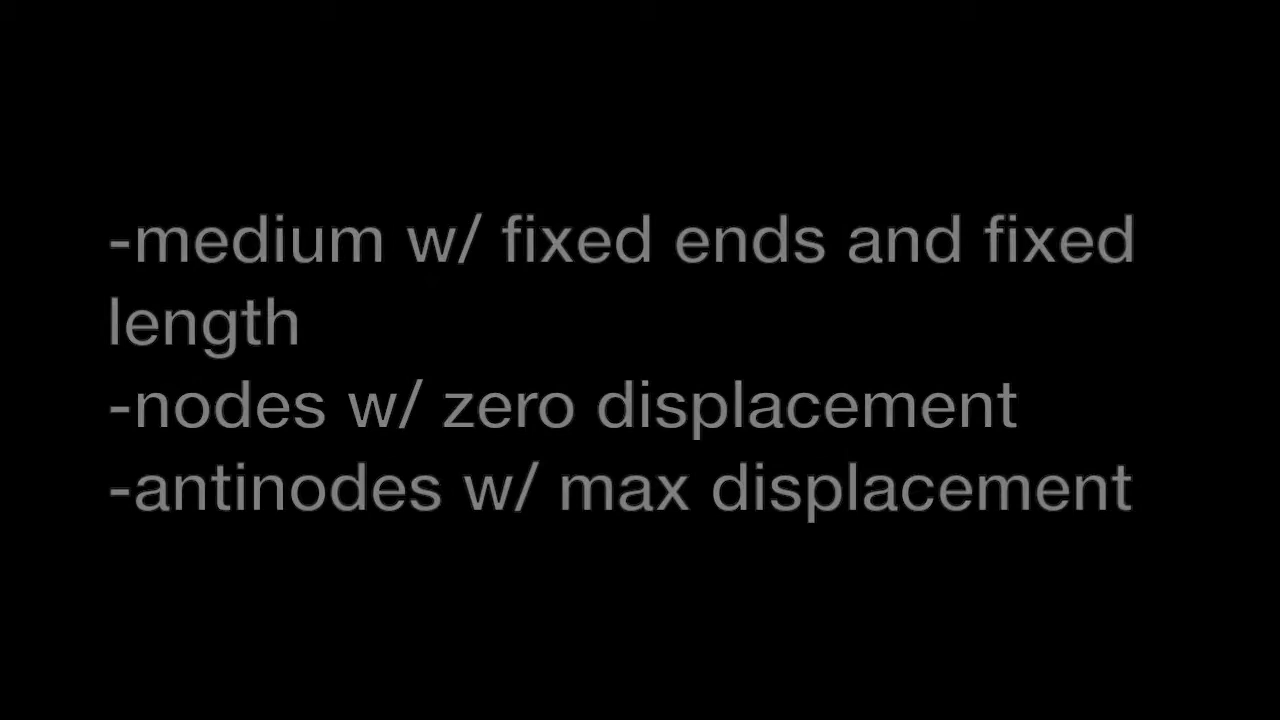 -medium w/ fixed ends and fixed
length
-nodes w/ zero displacement
-antinodes w/ max displacement